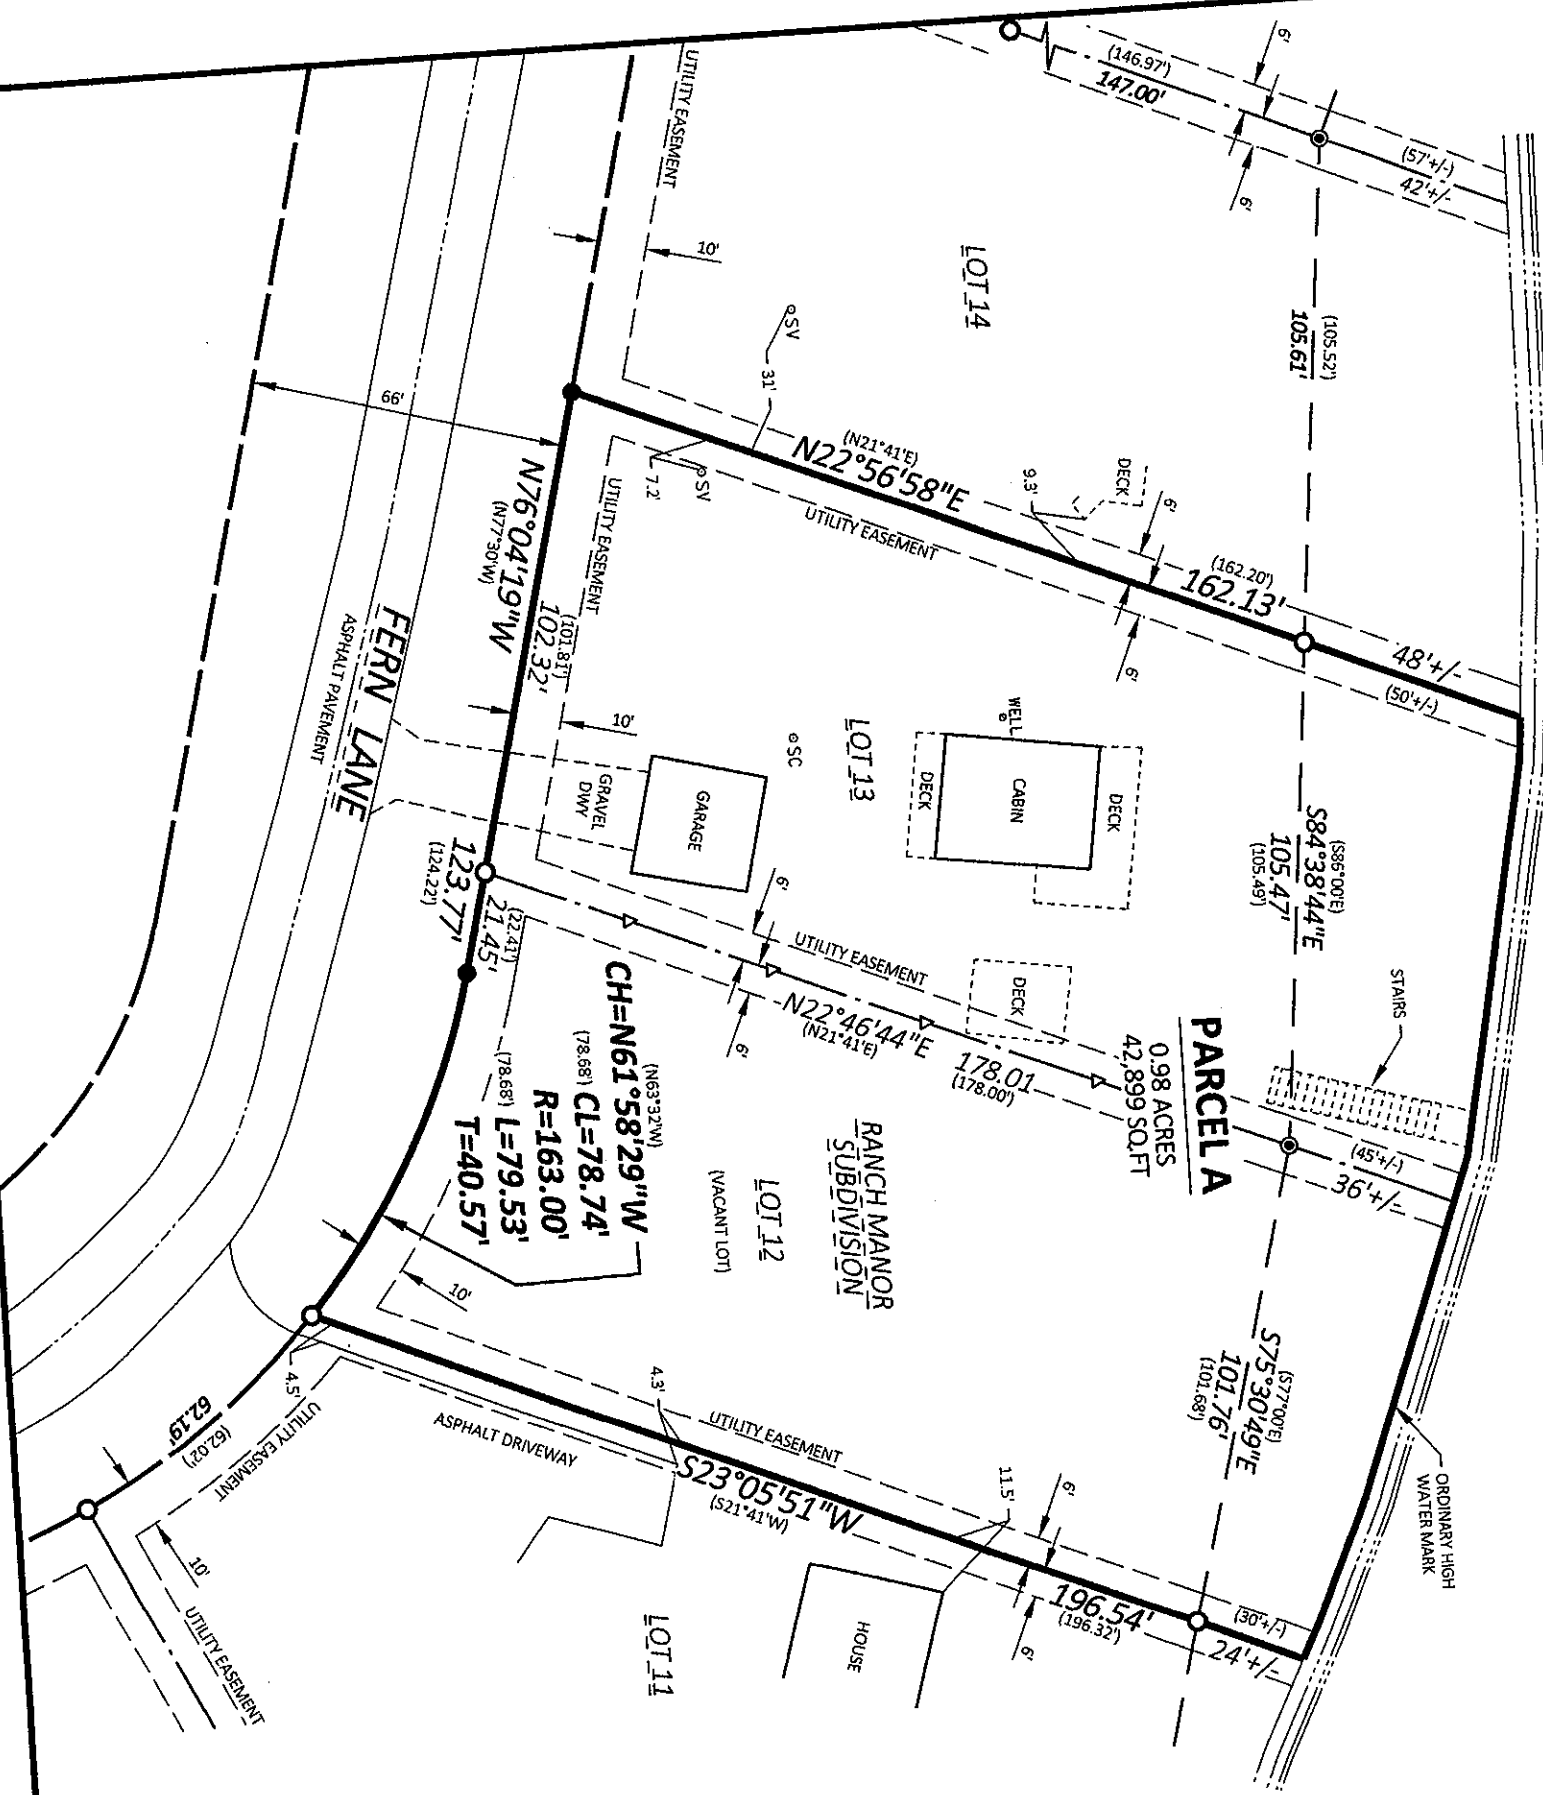 6'
(146.97')
147.00'
(57'+/-)
42'+/-
6'
UTILITY EASEMENT
10'
LOT 14
(105.52')
105.61'
SV
31'
66'
(N21°41'E)
N22°56'58"E
UTILITY EASEMENT
DECK
9.3'
6'
(162.20')
162.13'
6'
48'+/-
(50'+/-)
7.2'
SV
UTILITY EASEMENT
N76°04'19"W
(N77°30'W)
(101.81')
102.32'
10'
FERN LANE
ASPHALT PAVEMENT
SC
LOT 13
WELL
DECK
CABIN
DECK
GRAVEL
DWY
GARAGE
(S86°00'E)
S84°38'44"E
105.47'
(105.49')
STAIRS
123.77'
(124.22')
(22.41')
21.45'
6'
UTILITY EASEMENT
DECK
N22°46'44"E
(N21°41'E)
178.01
(178.00')
6'
PARCEL A
0.98 ACRES
42,899 SQ.FT
(45'+/-)
36'+/-
(N63°32'W)
CH=N61°58'29"W
(78.68') CL=78.74'
R=163.00'
(78.68') L=79.53'
T=40.57'
RANCH MANOR
SUBDIVISION
LOT 12
(VACANT LOT)
10'
(S77°00'E)
S75°30'49"E
101.76'
(101.68')
ORDINARY HIGH
WATER MARK
4.5'
62.19'
(62.02')
UTILITY EASEMENT
4.3'
UTILITY EASEMENT
ASPHALT DRIVEWAY
S23°05'51"W
(S21°41'W)
11.5'
6'
196.54'
(196.32')
6'
(30'+/-)
24'+/-
10'
UTILITY EASEMENT
LOT 11
HOUSE